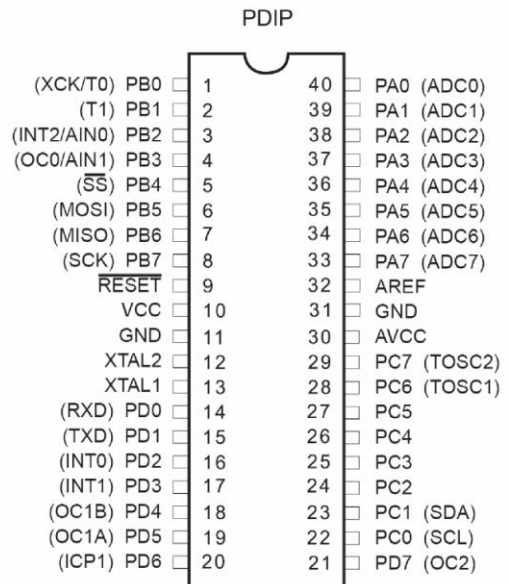 PDIP
(XCK/T0) PB0 1 40 PA0 (ADC0)
(T1) PB1 2 39 PA1 (ADC1)
(INT2/AIN0) PB2 3 38 PA2 (ADC2)
(OC0/AIN1) PB3 4 37 PA3 (ADC3)
(SS) PB4 5 36 PA4 (ADC4)
(MOSI) PB5 6 35 PA5 (ADC5)
(MISO) PB6 7 34 PA6 (ADC6)
(SCK) PB7 8 33 PA7 (ADC7)
RESET 9 32 AREF
VCC 10 31 GND
GND 11 30 AVCC
XTAL2 12 29 PC7 (TOSC2)
XTAL1 13 28 PC6 (TOSC1)
(RXD) PD0 14 27 PC5
(TXD) PD1 15 26 PC4
(INT0) PD2 16 25 PC3
(INT1) PD3 17 24 PC2
(OC1B) PD4 18 23 PC1 (SDA)
(OC1A) PD5 19 22 PC0 (SCL)
(ICP1) PD6 20 21 PD7 (OC2)